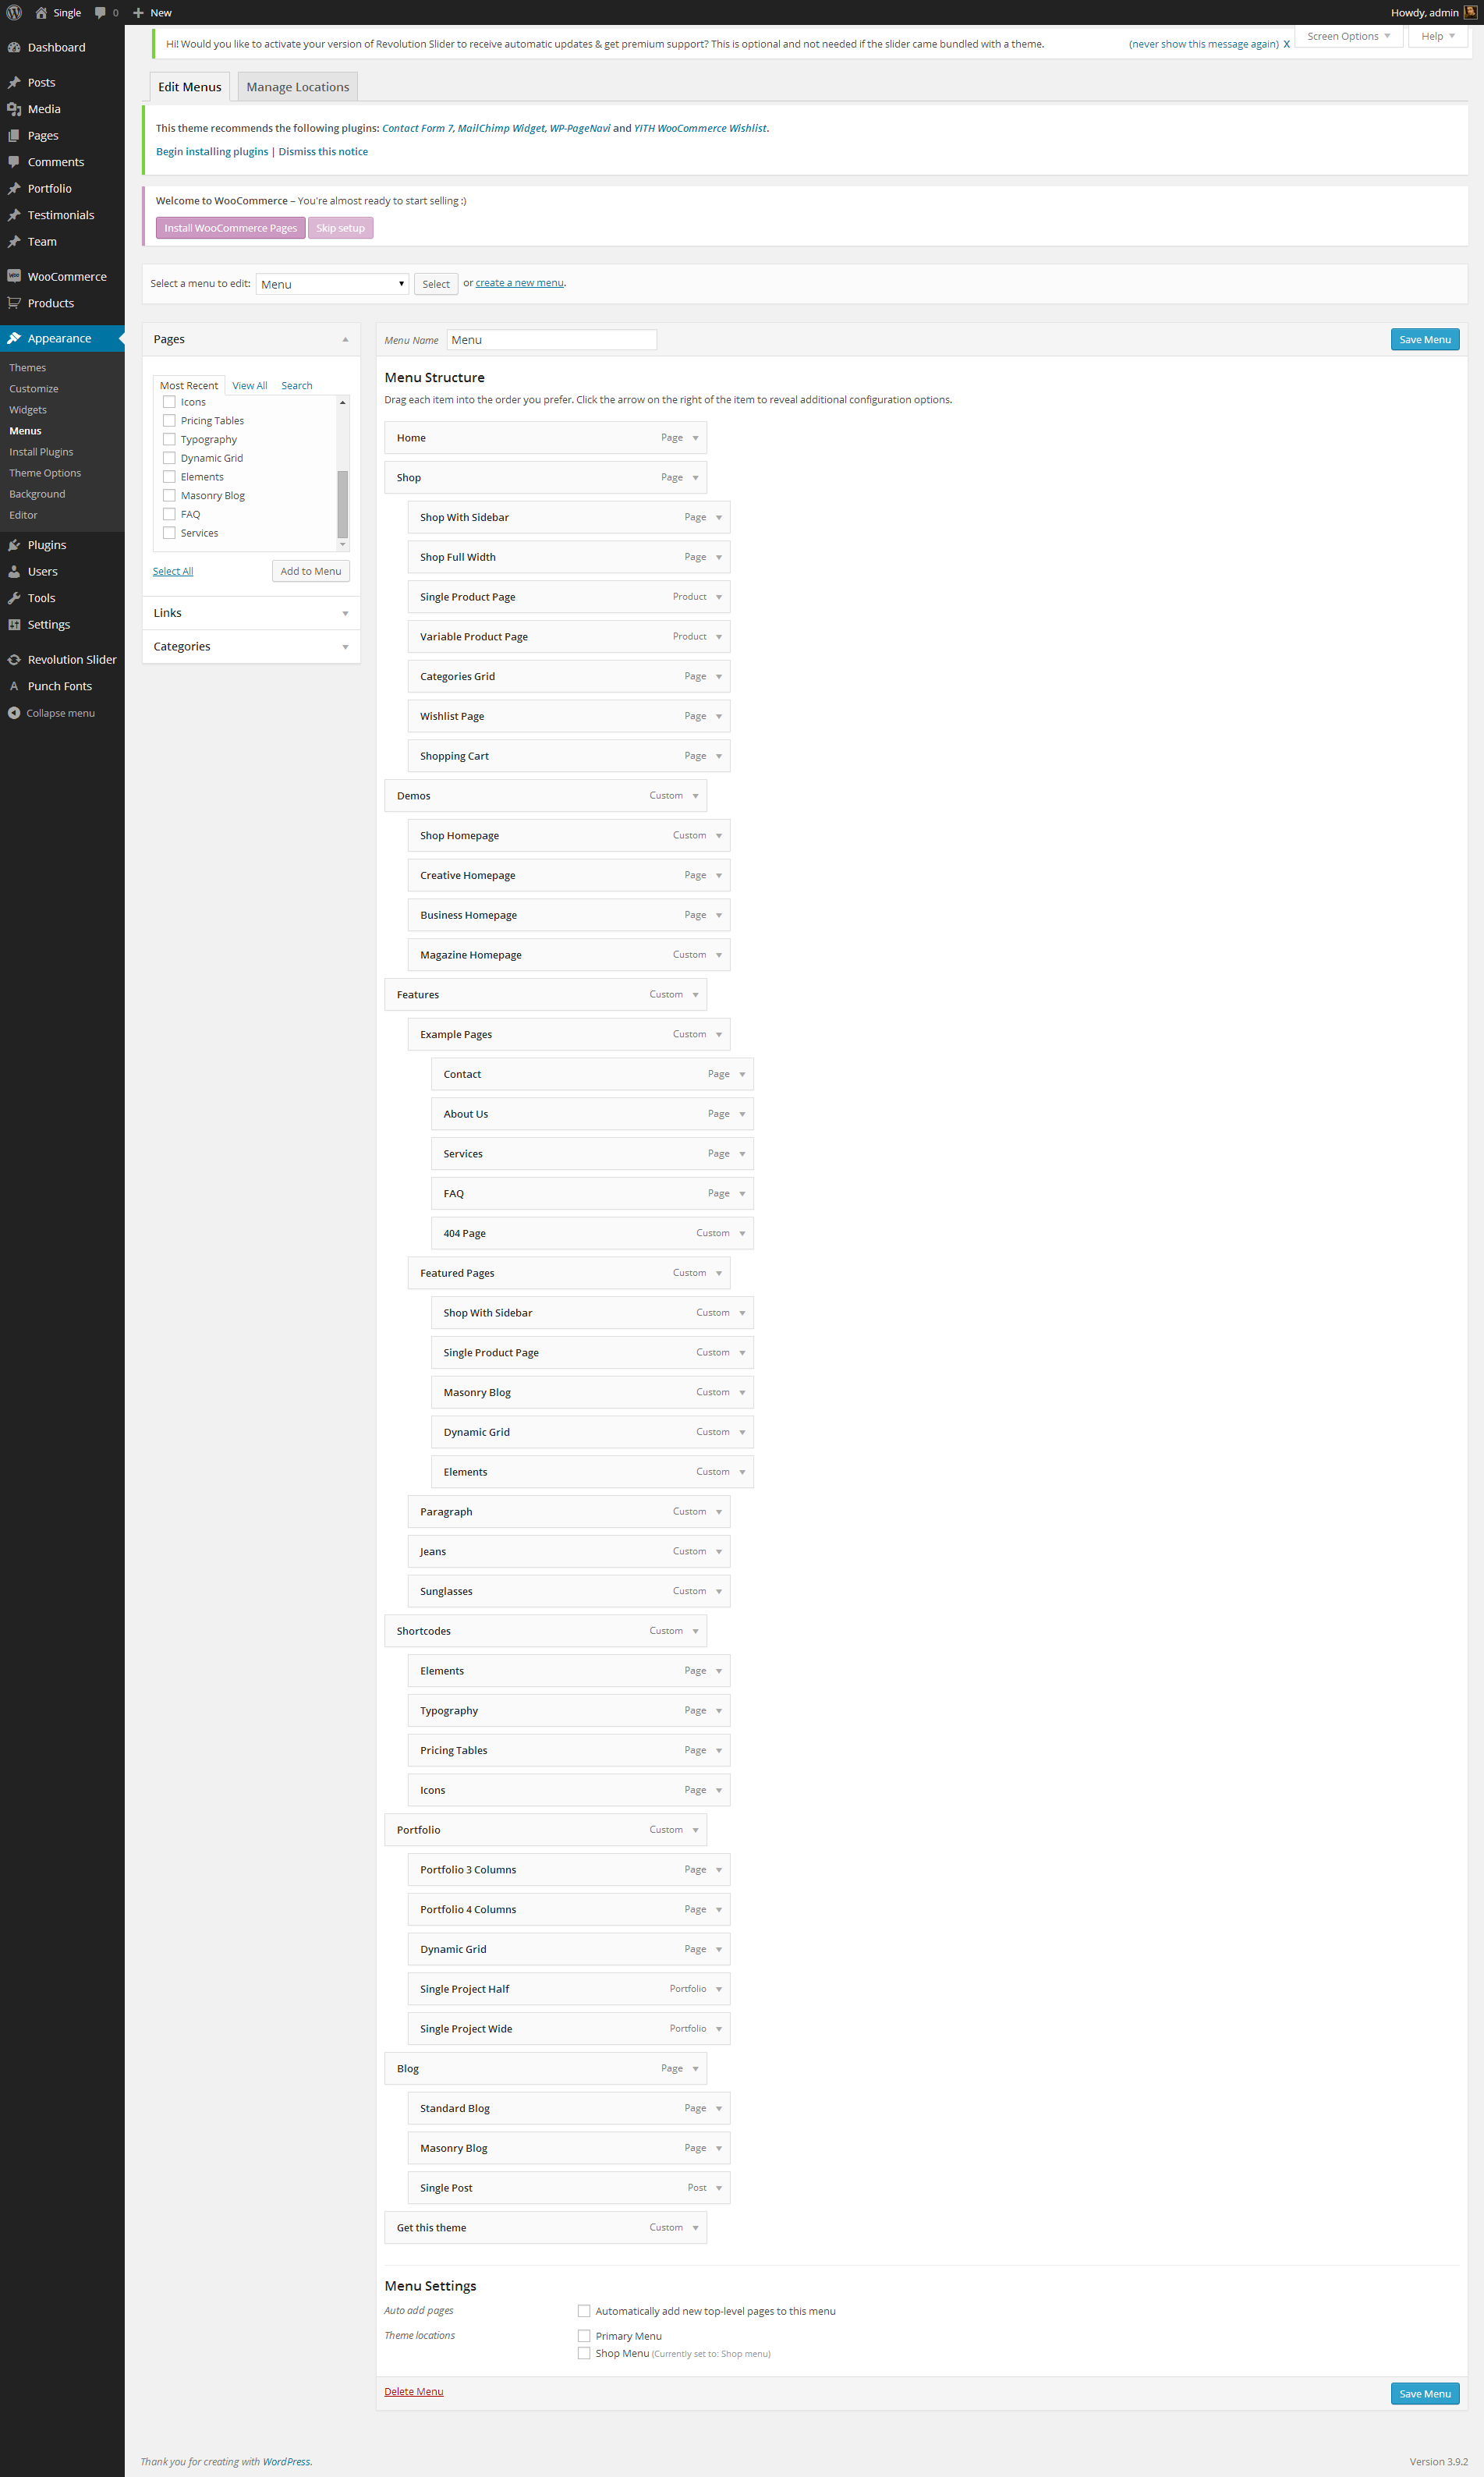 Single 0 New Howdy, admin
Dashboard
Posts
Media
Pages
Comments
Portfolio
Testimonials
Team
WooCommerce
Products
Appearance
Themes
Customize
Widgets
Menus
Install Plugins
Theme Options
Background
Editor
Plugins
Users
Tools
Settings
Revolution Slider
Punch Fonts
Collapse menu
Hi! Would you like to activate your version of Revolution Slider to receive automatic updates & get premium support? This is optional and not needed if the slider came bundled with a theme. (never show this message again) X
Screen Options Help
Edit Menus Manage Locations
This theme recommends the following plugins: Contact Form 7, MailChimp Widget, WP-PageNavi and YITH WooCommerce Wishlist.
Begin installing plugins | Dismiss this notice
Welcome to WooCommerce – You're almost ready to start selling :)
Install WooCommerce Pages Skip setup
Select a menu to edit: Menu Select or create a new menu.
Pages
Most Recent View All Search
Icons
Pricing Tables
Typography
Dynamic Grid
Elements
Masonry Blog
FAQ
Services
Select All Add to Menu
Links
Categories
Menu Name Menu Save Menu
Menu Structure
Drag each item into the order you prefer. Click the arrow on the right of the item to reveal additional configuration options.
Home Page
Shop Page
Shop With Sidebar Page
Shop Full Width Page
Single Product Page Product
Variable Product Page Product
Categories Grid Page
Wishlist Page Page
Shopping Cart Page
Demos Custom
Shop Homepage Custom
Creative Homepage Page
Business Homepage Page
Magazine Homepage Custom
Features Custom
Example Pages Custom
Contact Page
About Us Page
Services Page
FAQ Page
404 Page Custom
Featured Pages Custom
Shop With Sidebar Custom
Single Product Page Custom
Masonry Blog Custom
Dynamic Grid Custom
Elements Custom
Paragraph Custom
Jeans Custom
Sunglasses Custom
Shortcodes Custom
Elements Page
Typography Page
Pricing Tables Page
Icons Page
Portfolio Custom
Portfolio 3 Columns Page
Portfolio 4 Columns Page
Dynamic Grid Page
Single Project Half Portfolio
Single Project Wide Portfolio
Blog Page
Standard Blog Page
Masonry Blog Page
Single Post Post
Get this theme Custom
Menu Settings
Auto add pages Automatically add new top-level pages to this menu
Theme locations Primary Menu
Shop Menu (Currently set to: Shop menu)
Delete Menu Save Menu
Thank you for creating with WordPress. Version 3.9.2